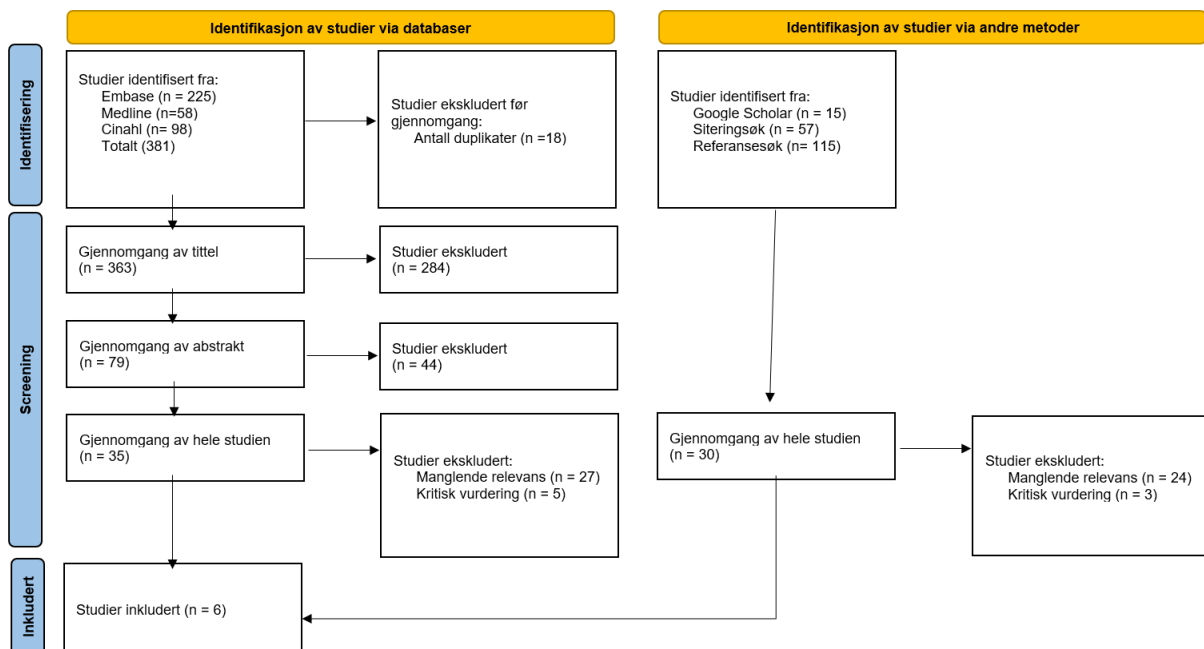 Identifikasjon av studier via databaser
Identifikasjon av studier via andre metoder
Identifisering
Studier identifisert fra:
Embase (n = 225)
Medline (n=58)
Cinahl (n= 98)
Totalt (381)
Studier ekskludert før
gjennomgang:
Antall duplikater (n =18)
Studier identifisert fra:
Google Scholar (n = 15)
Siteringsøk (n = 57)
Referansesøk (n= 115)
Screening
Gjennomgang av tittel
(n = 363)
Studier ekskludert
(n = 284)
Gjennomgang av abstrakt
(n = 79)
Studier ekskludert
(n = 44)
Gjennomgang av hele studien
(n = 35)
Studier ekskludert:
Manglende relevans (n = 27)
Kritisk vurdering (n = 5)
Gjennomgang av hele studien
(n = 30)
Studier ekskludert:
Manglende relevans (n = 24)
Kritisk vurdering (n = 3)
Inkludert
Studier inkludert (n = 6)